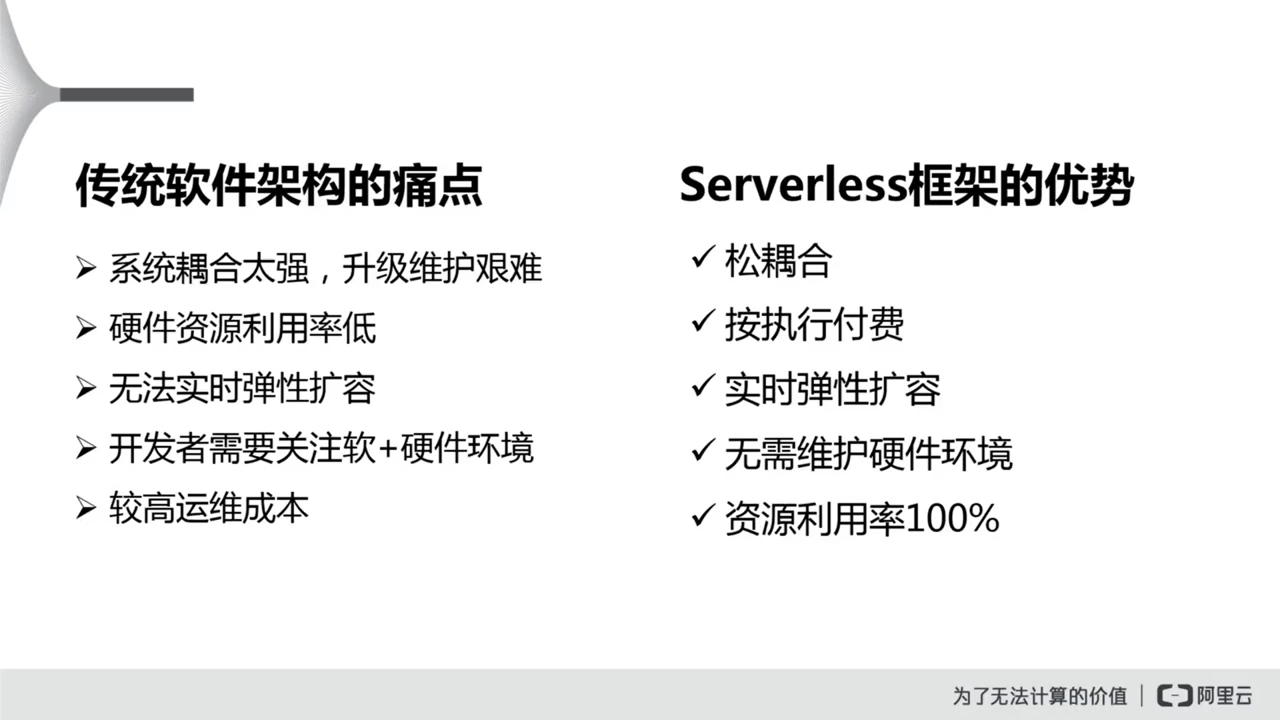 传统软件架构的痛点
系统耦合太强，升级维护艰难
硬件资源利用率低
无法实时弹性扩容
开发者需要关注软+硬件环境
较高运维成本
Serverless框架的优势
松耦合
按执行付费
实时弹性扩容
无需维护硬件环境
资源利用率100%
为了无法计算的价值 | 阿里云